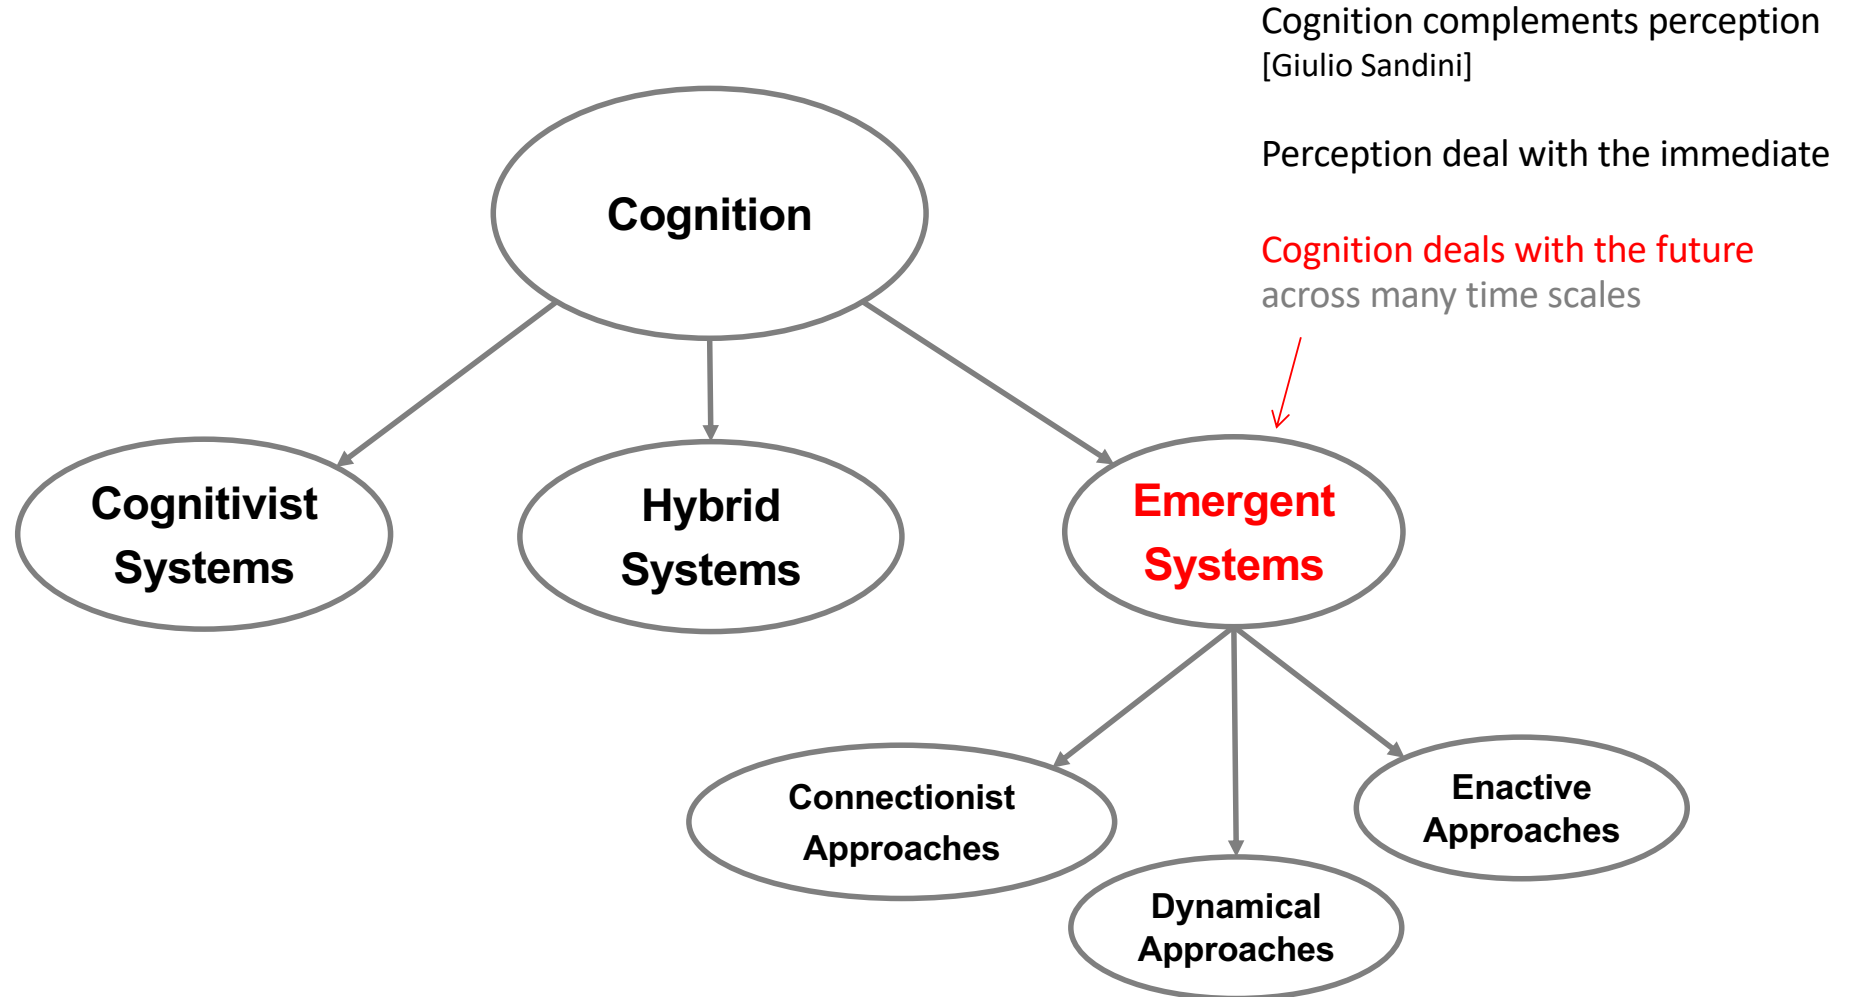 Cognition complements perception
[Giulio Sandini]
Perception deal with the immediate
Cognition deals with the future
across many time scales
Cognition
Cognitivist
Systems
Hybrid
Systems
Emergent
Systems
Connectionist
Approaches
Dynamical
Approaches
Enactive
Approaches